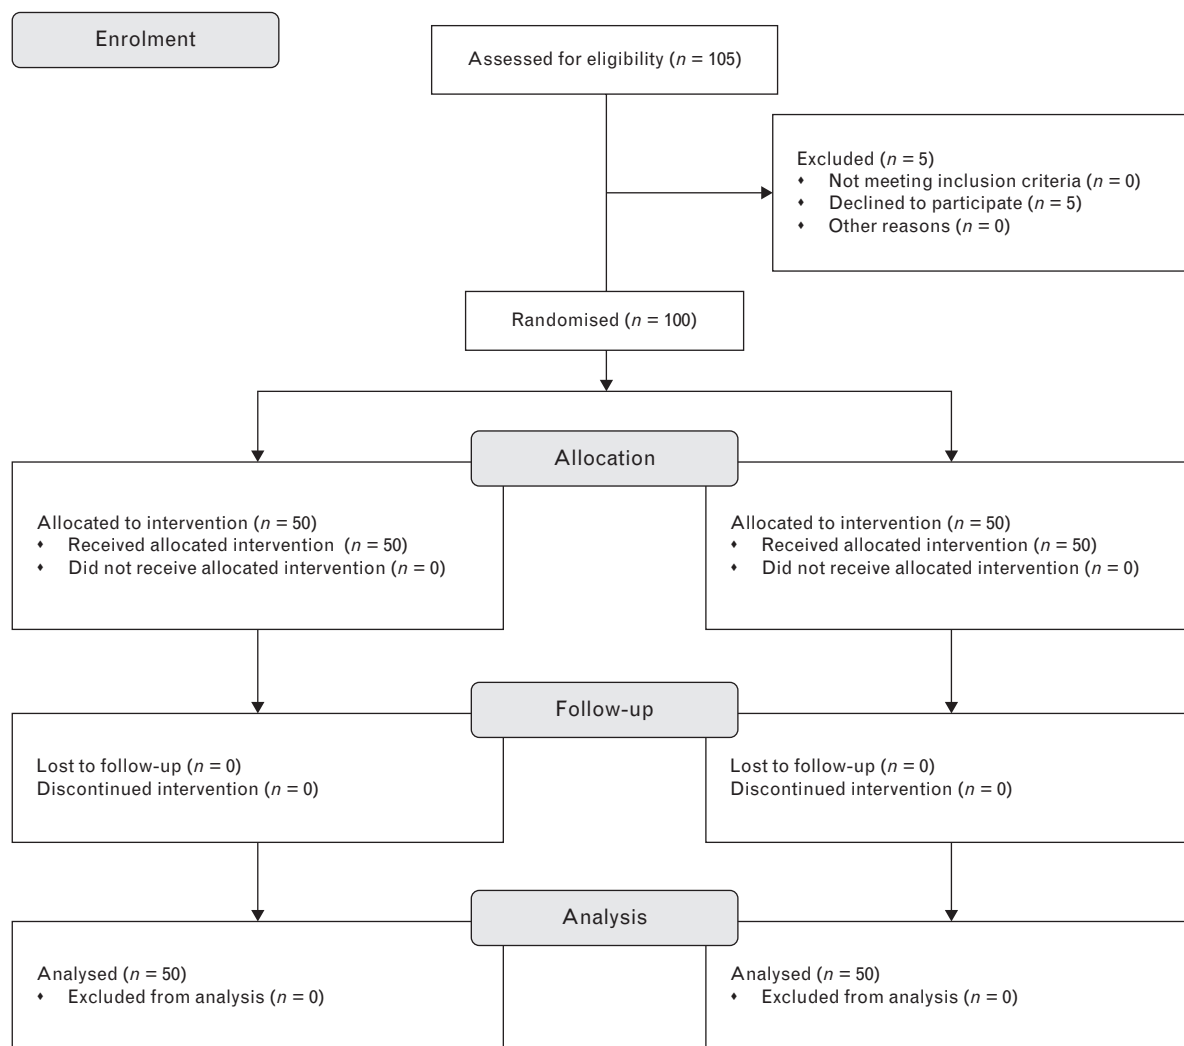 Enrolment
Assessed for eligibility (n = 105)
Excluded (n = 5)
⬧ Not meeting inclusion criteria (n = 0)
⬧ Declined to participate (n = 5)
⬧ Other reasons (n = 0)
Randomised (n = 100)
Allocation
Allocated to intervention (n = 50)
⬧ Received allocated intervention (n = 50)
⬧ Did not receive allocated intervention (n = 0)
Allocated to intervention (n = 50)
⬧ Received allocated intervention (n = 50)
⬧ Did not receive allocated intervention (n = 0)
Follow-up
Lost to follow-up (n = 0)
Discontinued intervention (n = 0)
Lost to follow-up (n = 0)
Discontinued intervention (n = 0)
Analysis
Analysed (n = 50)
⬧ Excluded from analysis (n = 0)
Analysed (n = 50)
⬧ Excluded from analysis (n = 0)